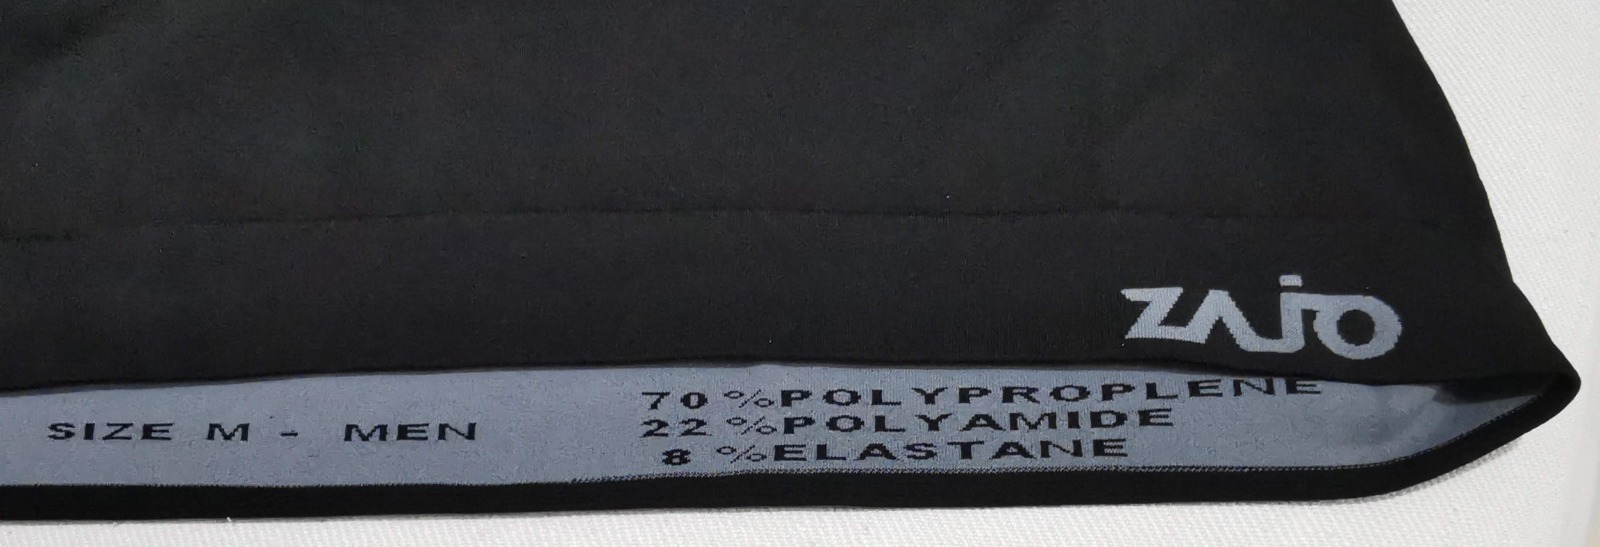 ZAJO
SIZE M - MEN
70%POLYPROPLENE
22%POLYAMIDE
8%ELASTANE